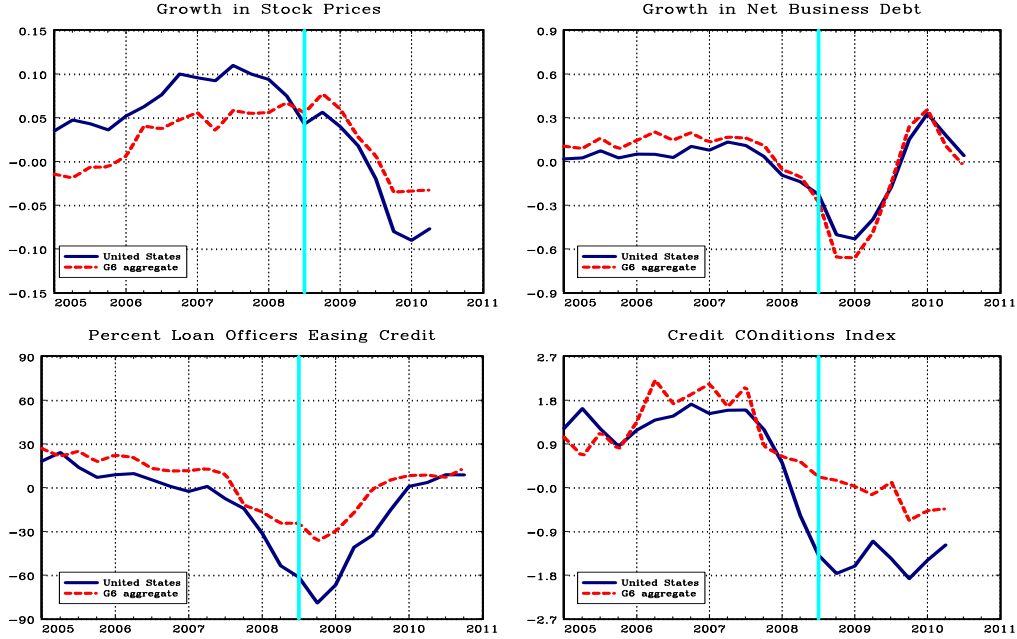 Growth in Stock Prices
0.15
0.10
0.05
−0.00
−0.05
−0.10
−0.15
United States
G6 aggregate
2005 2006 2007 2008 2009 2010 2011
Growth in Net Business Debt
0.9
0.6
0.3
0.0
−0.3
−0.6
−0.9
United States
G6 aggregate
2005 2006 2007 2008 2009 2010 2011
Percent Loan Officers Easing Credit
90
60
30
0
−30
−60
−90
United States
G6 aggregate
2005 2006 2007 2008 2009 2010 2011
Credit COnditions Index
2.7
1.8
0.9
−0.0
−0.9
−1.8
−2.7
United States
G6 aggregate
2005 2006 2007 2008 2009 2010 2011